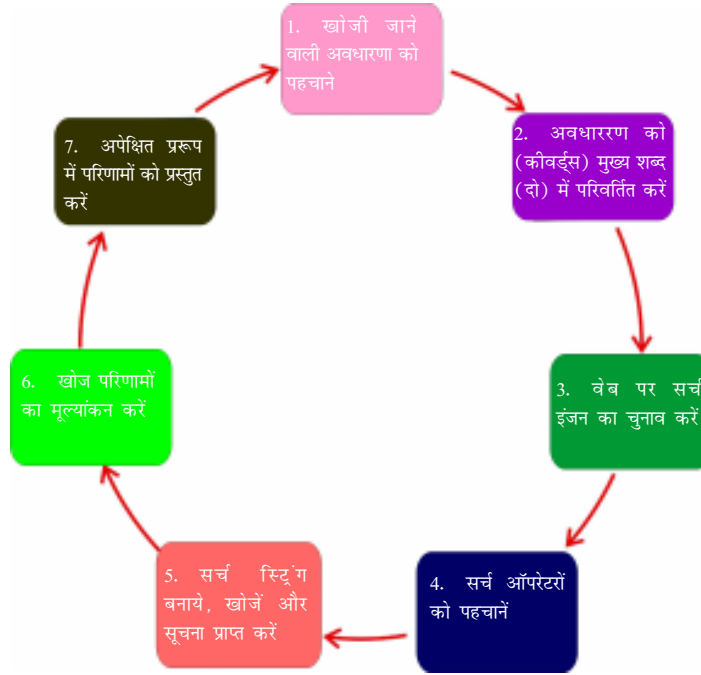 1. खोजी जाने
वाली अवधारणा को
पहचाने
2. अवधाररण को
(कीवर्ड्स) मुख्य शब्द
(दो) में परिवर्तित करें
3. वेब पर सर्च
इंजन का चुनाव करें
4. सर्च ऑपरेटरों
को पहचानें
5. सर्च स्ट्रिंग
बनाये, खोजें और
सूचना प्राप्त करें
6. खोज परिणामों
का मूल्यांकन करें
7. अपेक्षित प्ररूप
में परिणामों को प्रस्तुत
करें